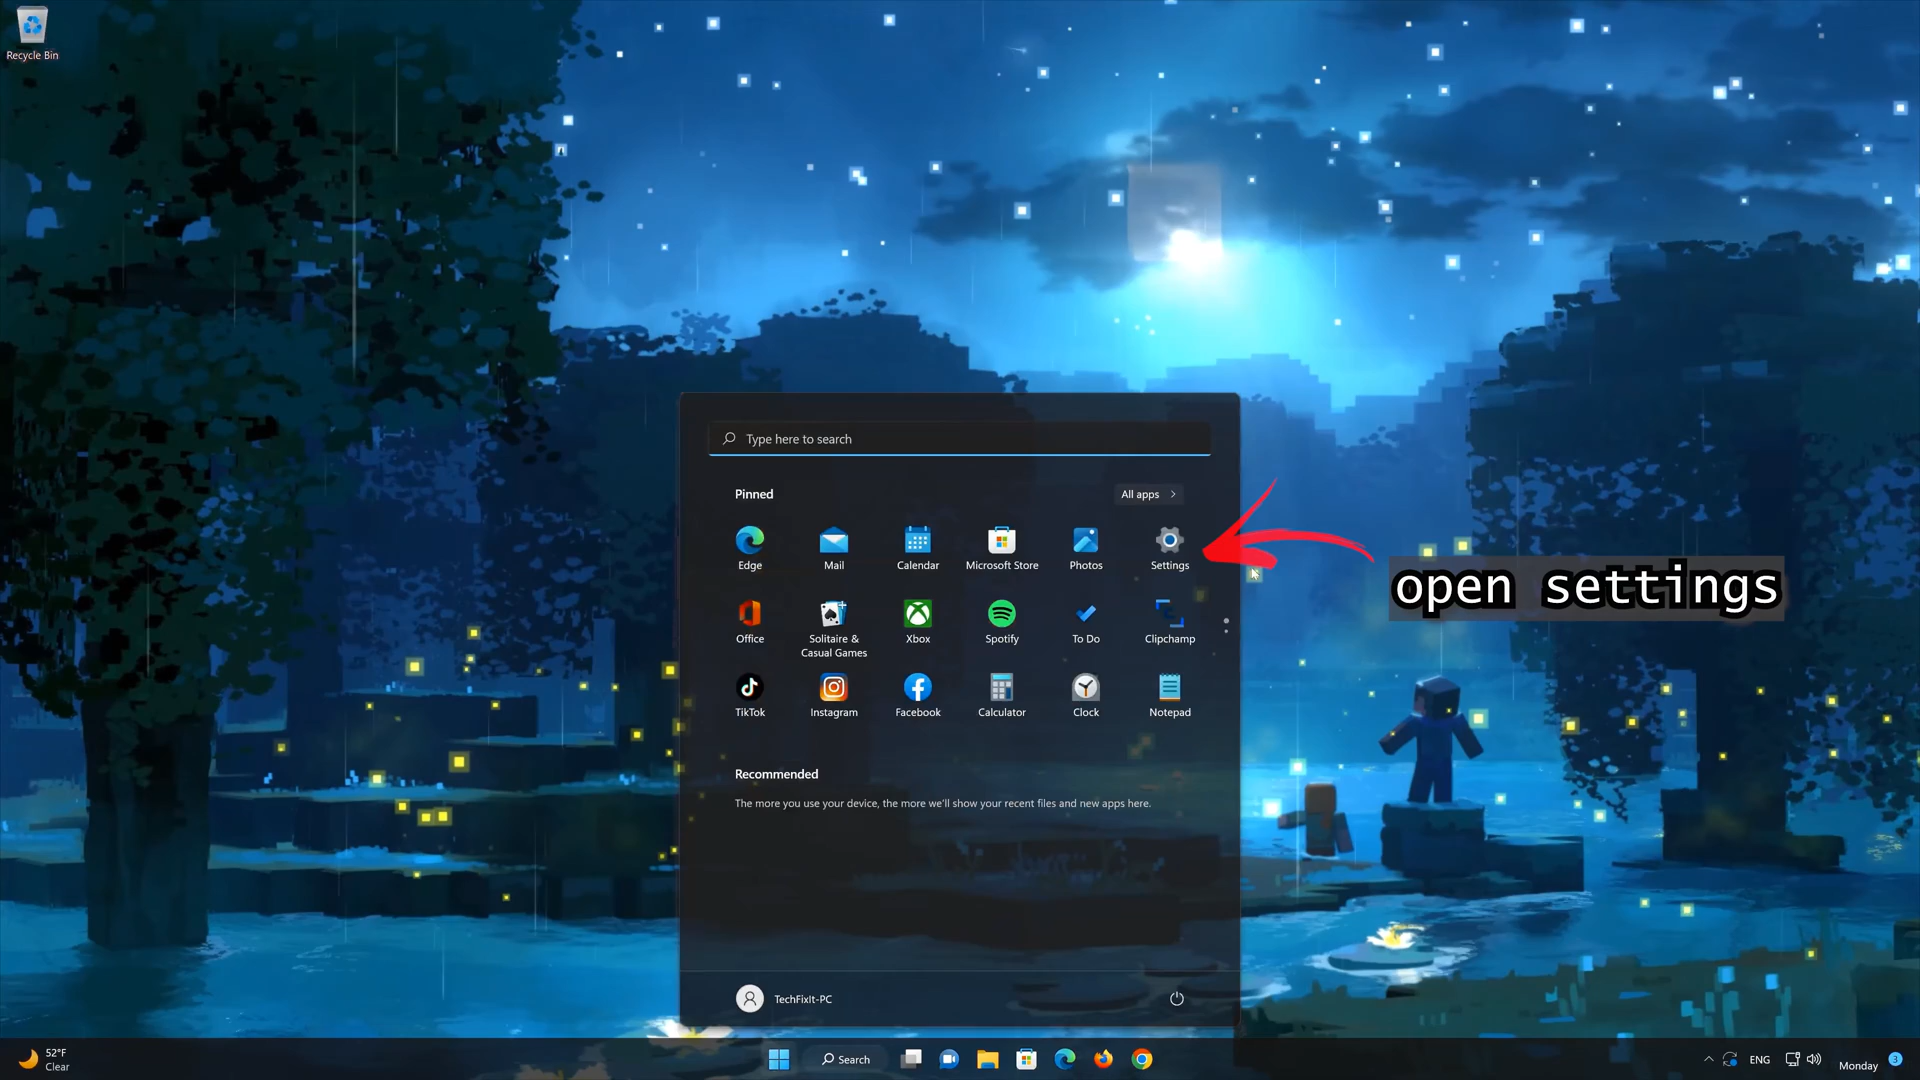 Recycle Bin
Type here to search
Pinned
All apps
Edge
Mail
Calendar
Microsoft Store
Photos
Settings
open settings
Office
Solitaire &
Casual Games
Xbox
Spotify
To Do
Clipchamp
TikTok
Instagram
Facebook
Calculator
Clock
Notepad
Recommended
The more you use your device, the more we'll show your recent files and new apps here.
TechFixIt-PC
52°F
Clear
Search
ENG
Monday
3